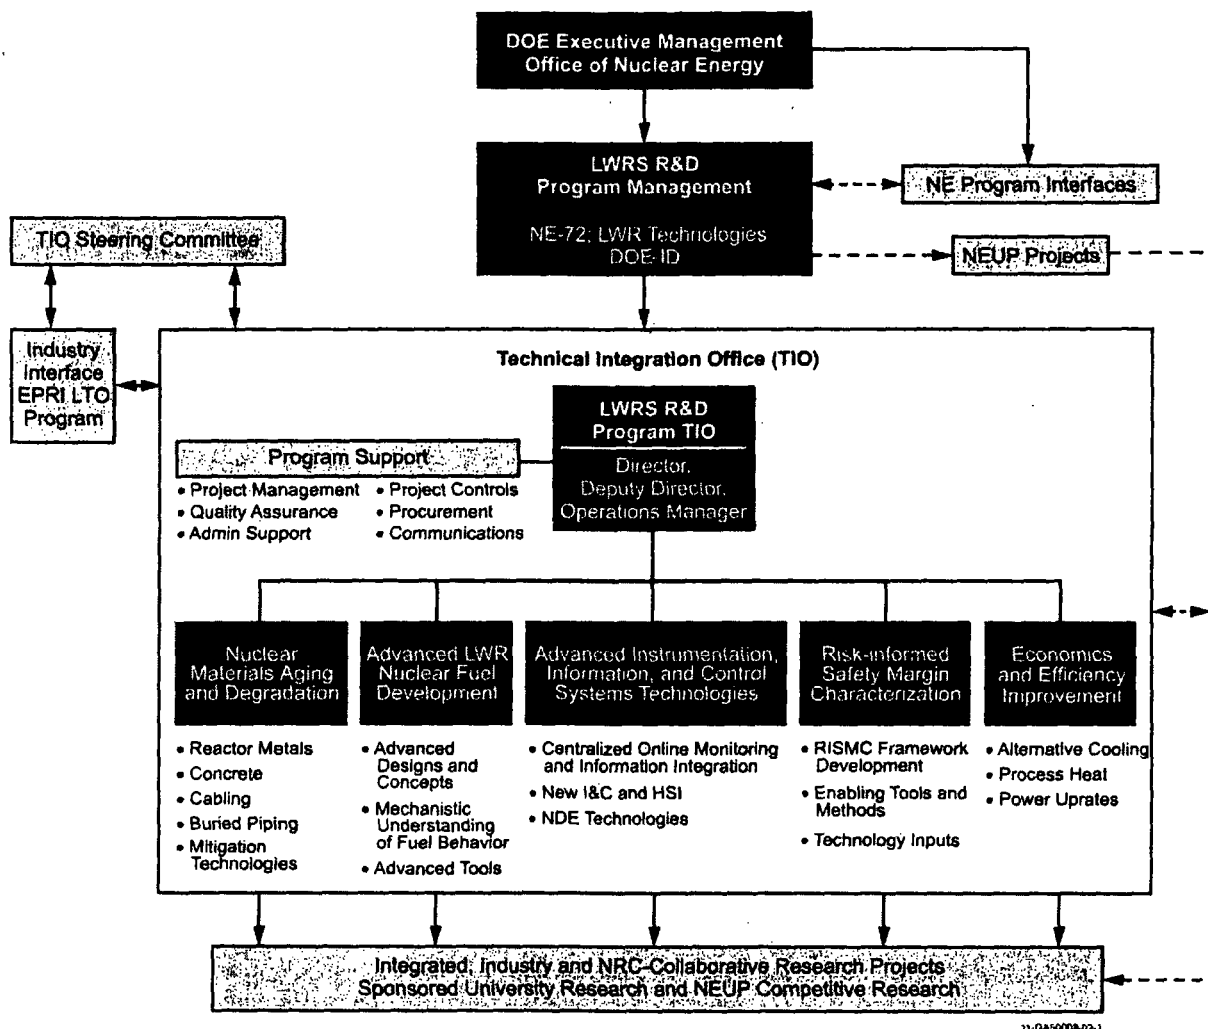 DOE Executive Management
Office of Nuclear Energy
LWRS R&D
Program Management
NE-72: LWR Technologies
DOE-ID
NE Program Interfaces
NEUP Projects
TIO Steering Committee
Industry
Interface
EPRI LTO
Program
Technical Integration Office (TIO)
LWRS R&D
Program TIO
Director,
Deputy Director,
Operations Manager
Program Support
• Project Management
• Quality Assurance
• Admin Support
• Project Controls
• Procurement
• Communications
Nuclear
Materials Aging
and Degradation
• Reactor Metals
• Concrete
• Cabling
• Buried Piping
• Mitigation
Technologies
Advanced LWR
Nuclear Fuel
Development
• Advanced
Designs and
Concepts
• Mechanistic
Understanding
of Fuel Behavior
• Advanced Tools
Advanced Instrumentation,
Information, and Control
Systems Technologies
• Centralized Online Monitoring
and Information Integration
• New I&C and HSI
• NDE Technologies
Risk-informed
Safety Margin
Characterization
• RISMC Framework
Development
• Enabling Tools and
Methods
• Technology Inputs
Economics
and Efficiency
Improvement
• Alternative Cooling
• Process Heat
• Power Uprates
Integrated, Industry and NRC-Collaborative Research Projects
Sponsored University Research and NEUP Competitive Research